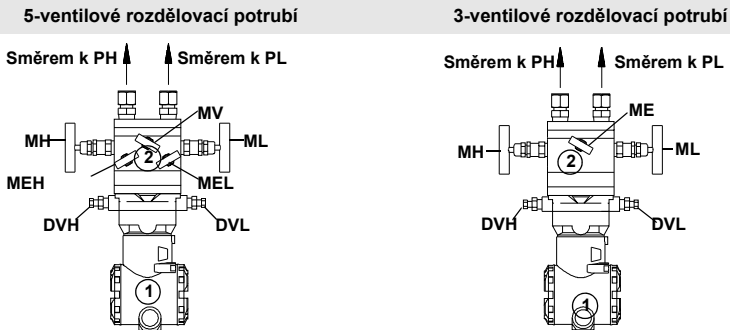 5-ventilové rozdělovací potrubí
Směrem k PH
Směrem k PL
MV
MH
ML
2
MEH
MEL
DVH
DVL
1
3-ventilové rozdělovací potrubí
Směrem k PH
Směrem k PL
ME
MH
ML
2
DVH
DVL
1